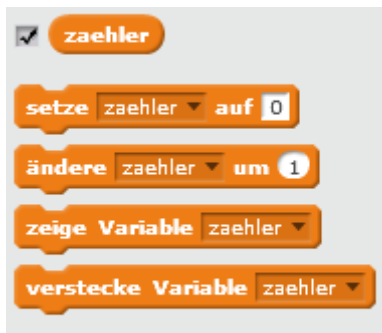 zaehler
setze zaehler auf 0
ändere zaehler um 1
zeige Variable zaehler
verstecke Variable zaehler